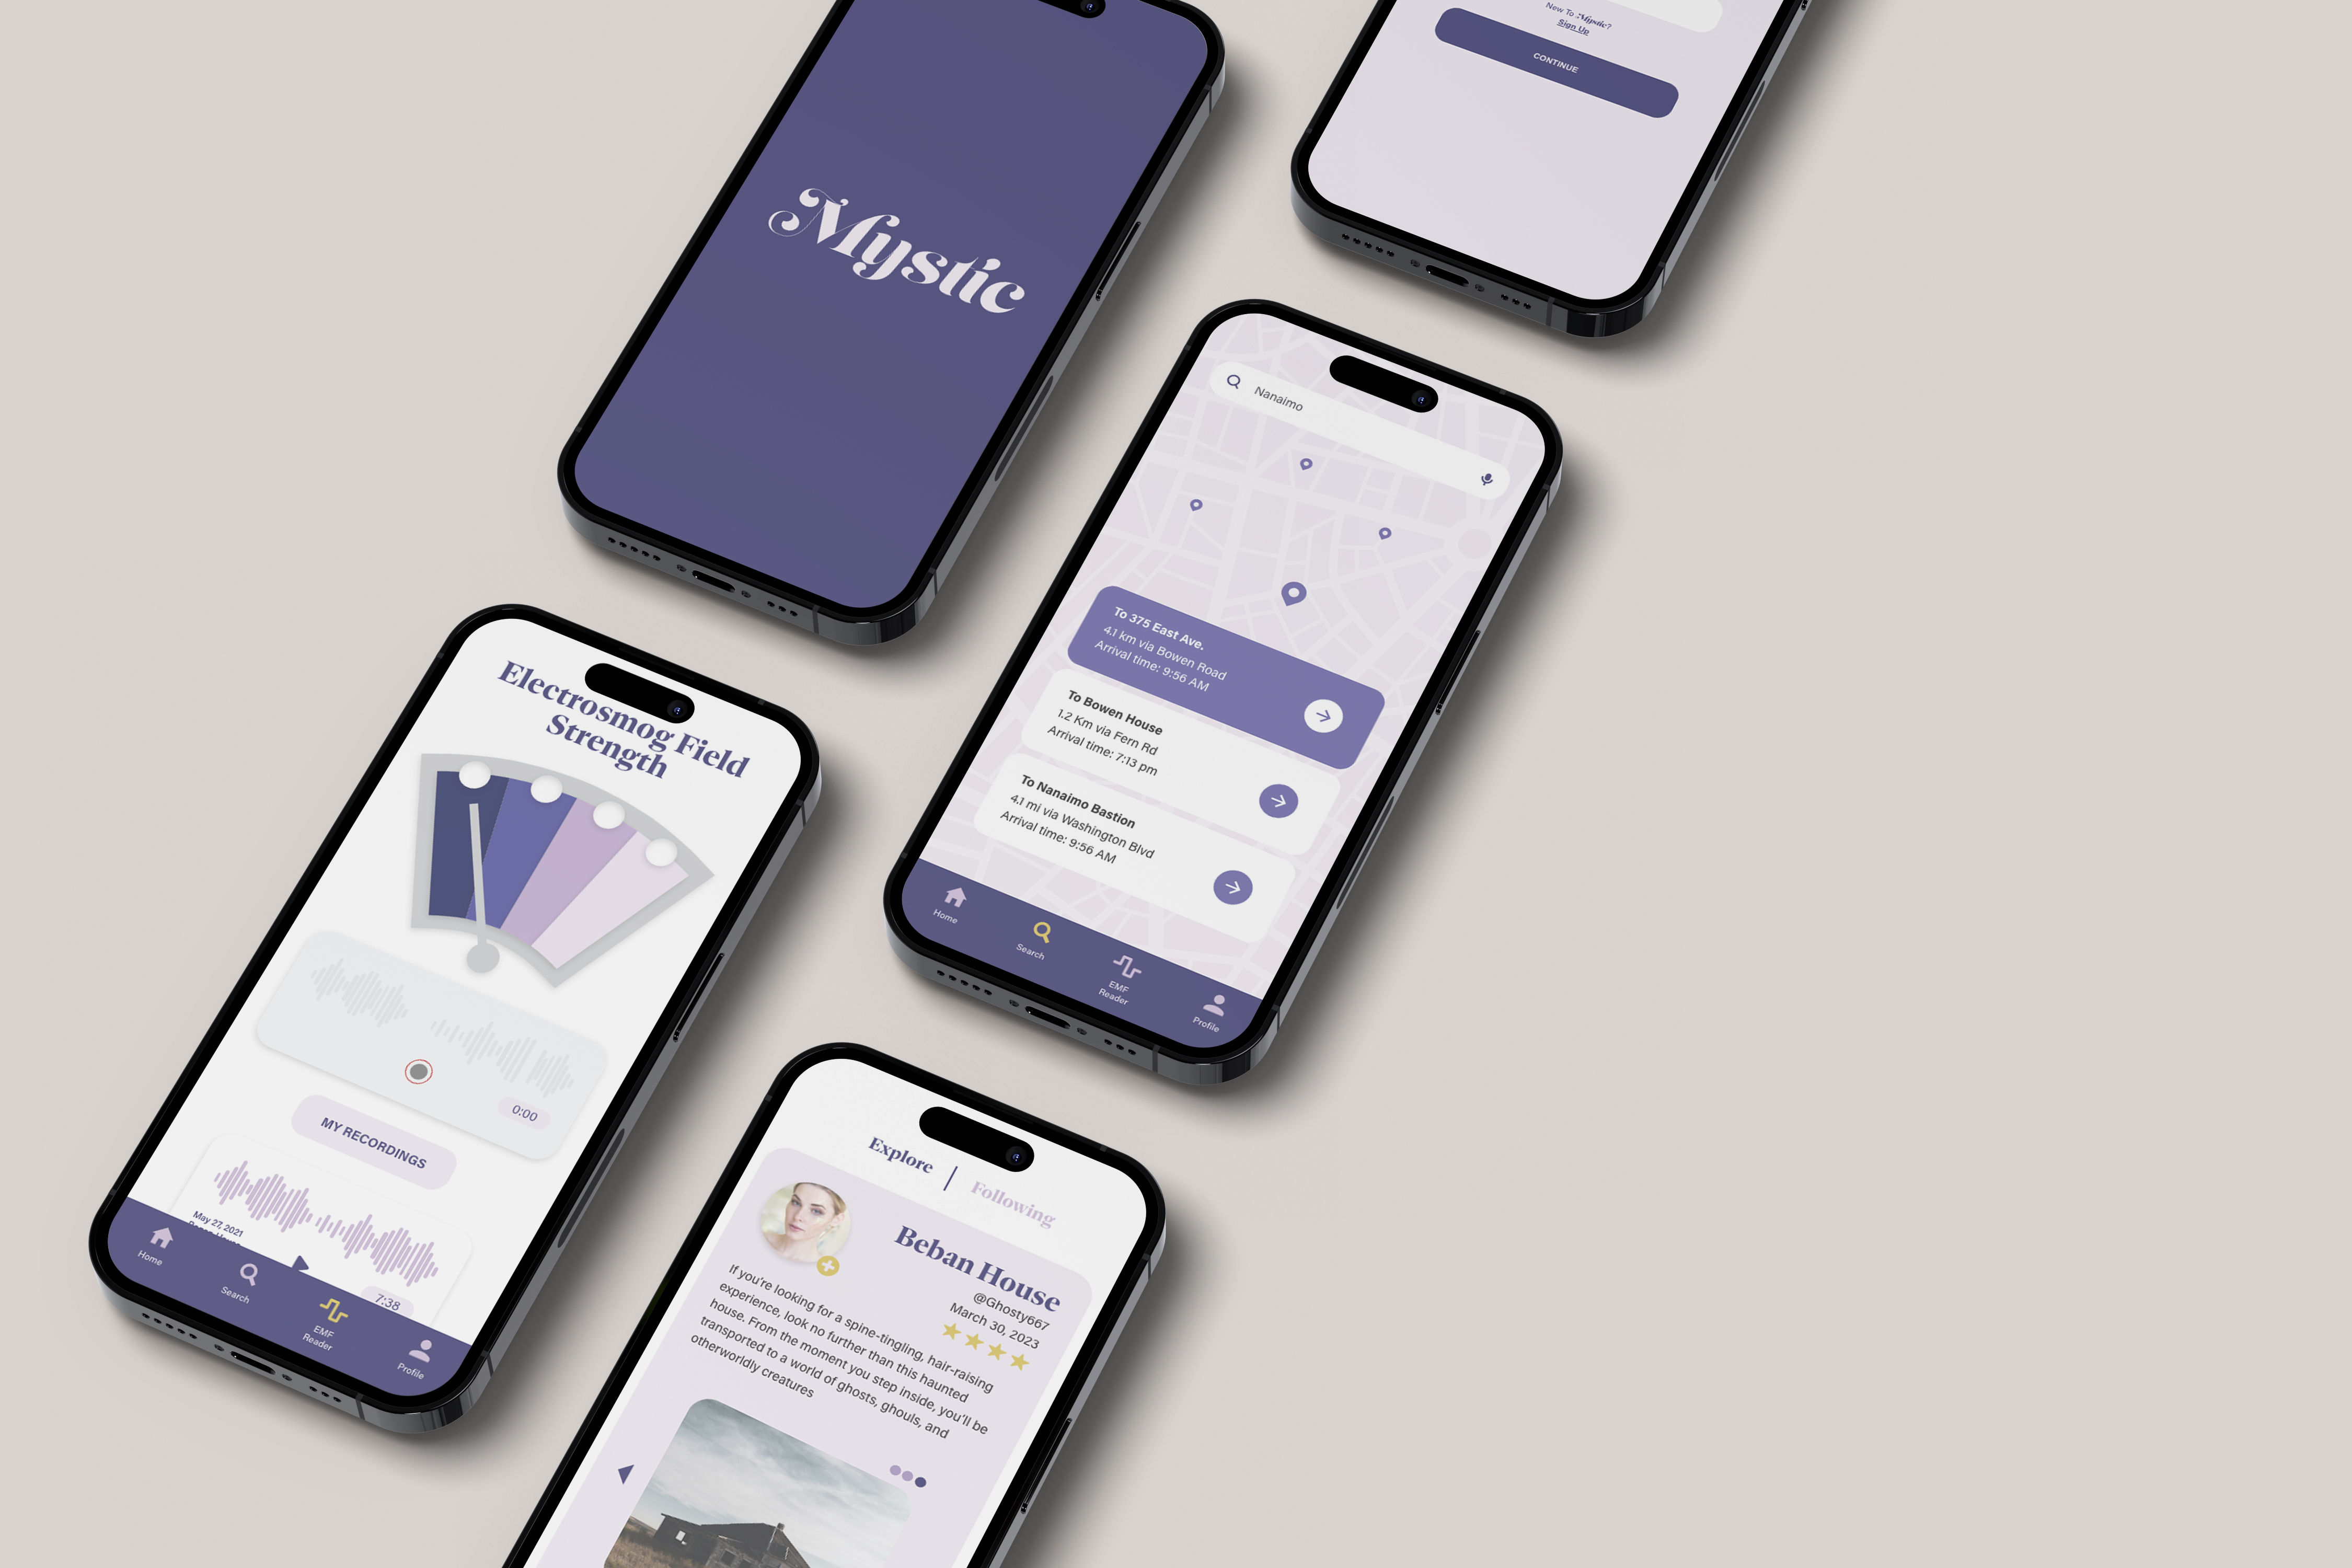 Mystic
New To Mystic?
Sign Up
CONTINUE
Nanaimo
To 375 East Ave.
4.1 km via Bowen Road
Arrival time: 9:56 AM
To Bowen House
1.2 Km via Fern Rd
Arrival time: 7:13 pm
To Nanaimo Bastion
4.1 mi via Washington Blvd
Arrival time: 9:56 AM
Home
Search
EMF
Reader
Profile
Electrosmog Field
Strength
0:00
MY RECORDINGS
May 27, 2021
7:38
Home
Search
EMF
Reader
Profile
Explore | Following
Beban House
@Ghosty667
March 30, 2023
If you're looking for a spine-tingling, hair-raising
experience, look no further than this haunted
house. From the moment you step inside, you'll be
transported to a world of ghosts, ghouls, and
otherworldly creatures